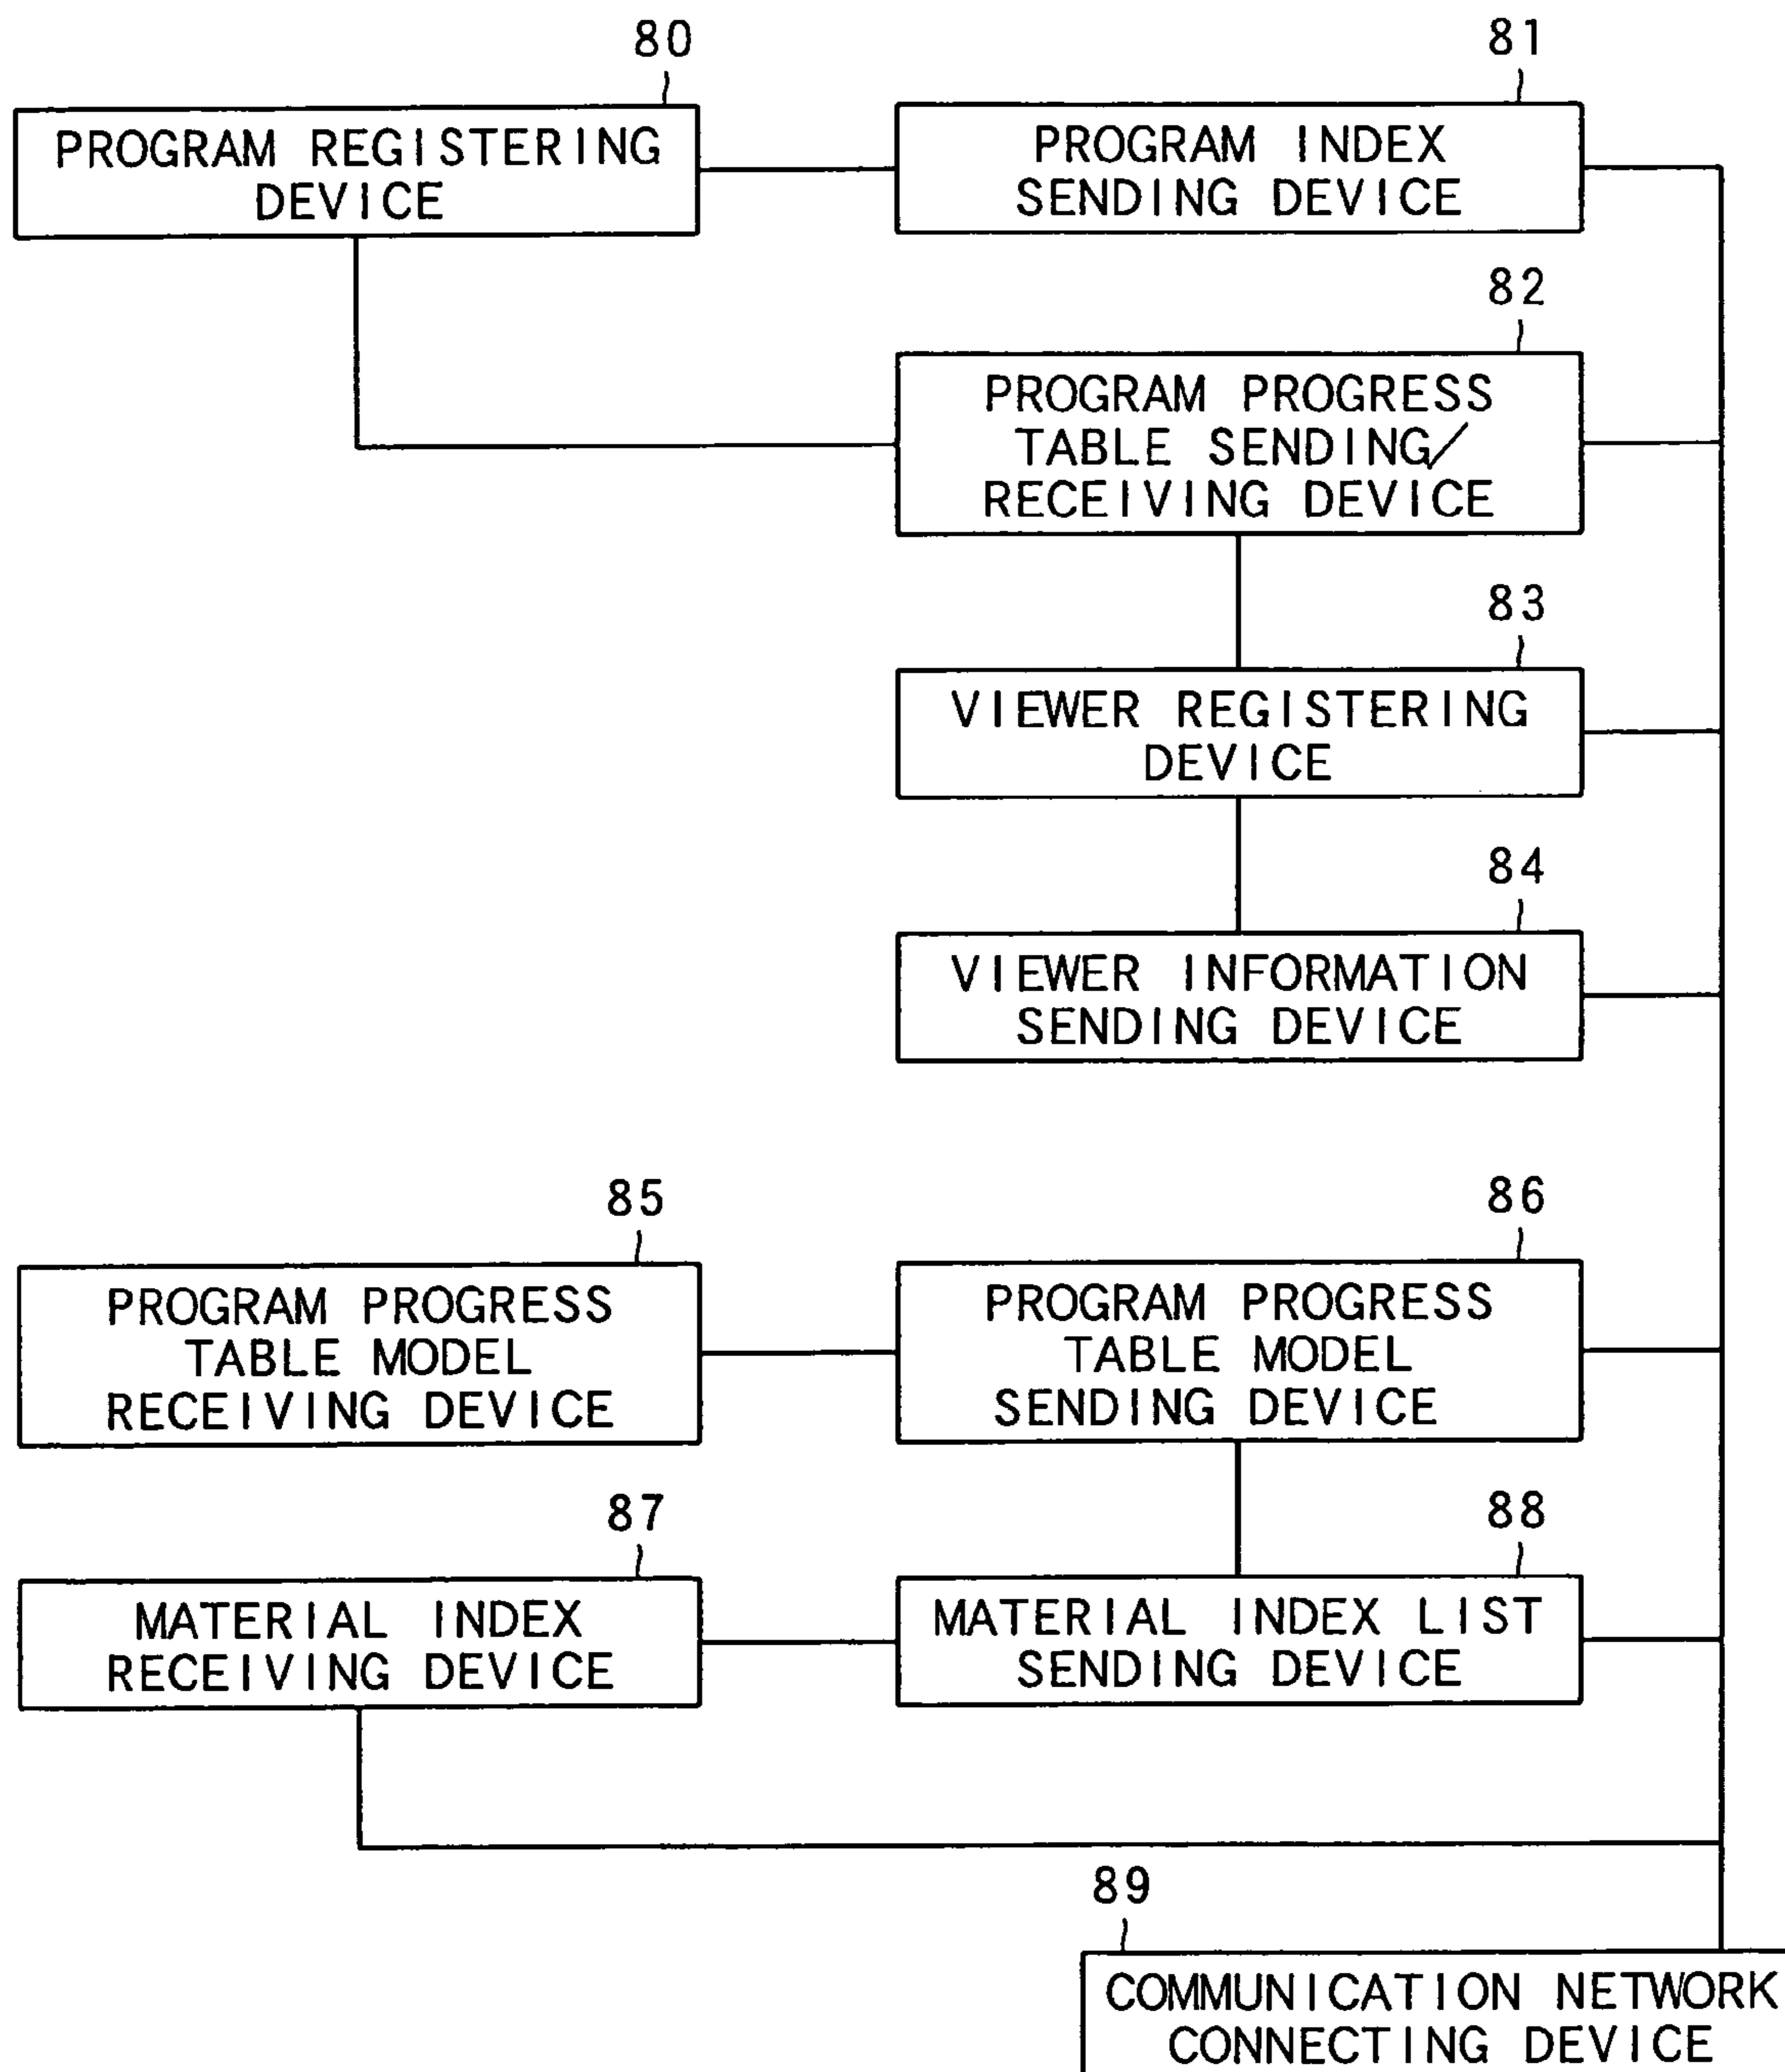 80
PROGRAM REGISTERING
DEVICE
81
PROGRAM INDEX
SENDING DEVICE
82
PROGRAM PROGRESS
TABLE SENDING/
RECEIVING DEVICE
83
VIEWER REGISTERING
DEVICE
84
VIEWER INFORMATION
SENDING DEVICE
85
PROGRAM PROGRESS
TABLE MODEL
RECEIVING DEVICE
86
PROGRAM PROGRESS
TABLE MODEL
SENDING DEVICE
87
MATERIAL INDEX
RECEIVING DEVICE
88
MATERIAL INDEX LIST
SENDING DEVICE
89
COMMUNICATION NETWORK
CONNECTING DEVICE